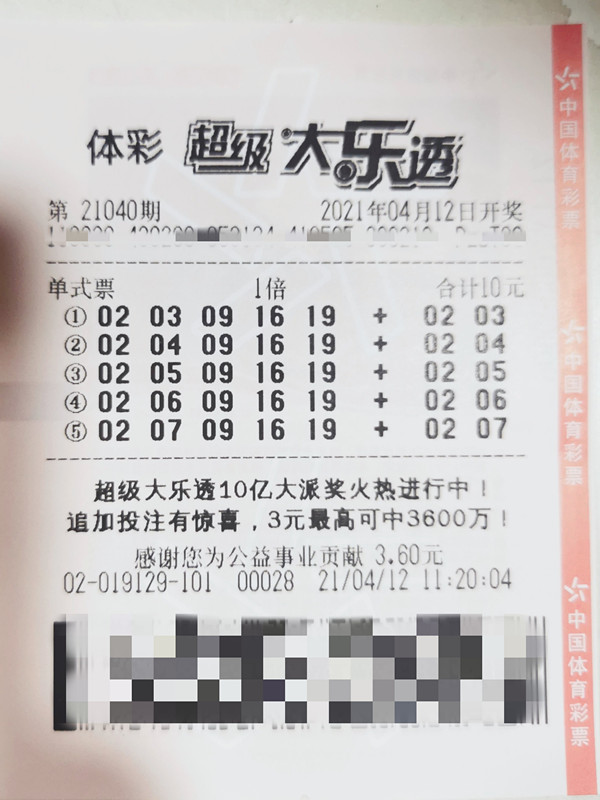 体彩 超级大乐透
第 21040期 2021年04月12日开奖
单式票 1倍 合计10元
① 02 03 09 16 19 + 02 03
② 02 04 09 16 19 + 02 04
③ 02 05 09 16 19 + 02 05
④ 02 06 09 16 19 + 02 06
⑤ 02 07 09 16 19 + 02 07
超级大乐透10亿大派奖火热进行中！
追加投注有惊喜，3元最高可中3600万！
感谢您为公益事业贡献 3.60元
02-019129-101 00028 21/04/12 11:20:04
中国体育彩票
中国体育彩票
中国体育彩票